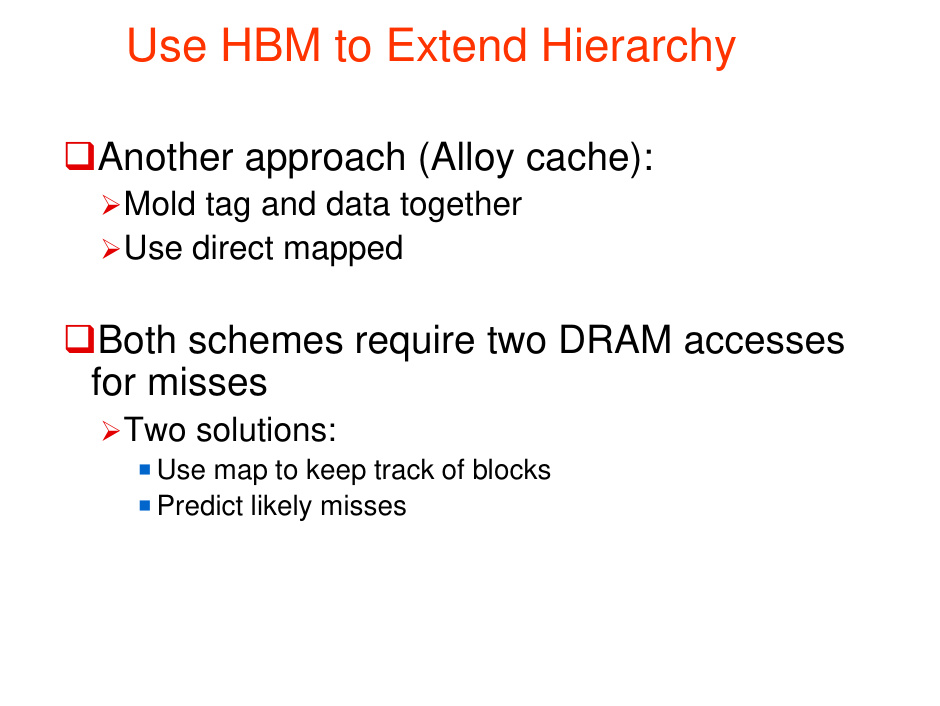 Use HBM to Extend Hierarchy
Another approach (Alloy cache):
Mold tag and data together
Use direct mapped
Both schemes require two DRAM accesses
for misses
Two solutions:
Use map to keep track of blocks
Predict likely misses